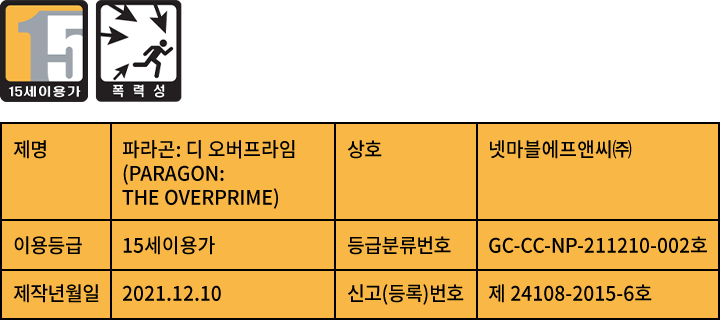 15
15세이용가
폭력성
제명
파라곤: 디 오버프라임
(PARAGON:
THE OVERPRIME)
상호
넷마블에프앤씨㈜
이용등급
15세이용가
등급분류번호
GC-CC-NP-211210-002호
제작년월일
2021.12.10
신고(등록)번호
제 24108-2015-6호